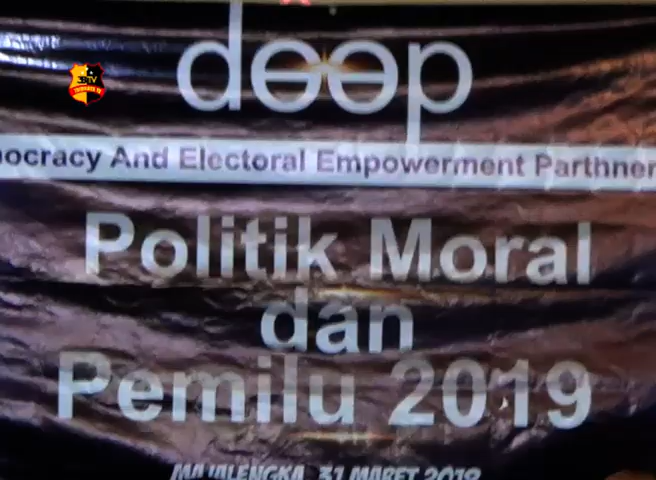 deep
ocracy And Electoral Empowerment Parthner
Politik Moral
dan
Pemilu 2019
MAJALENGKA, 31 MARET 2019